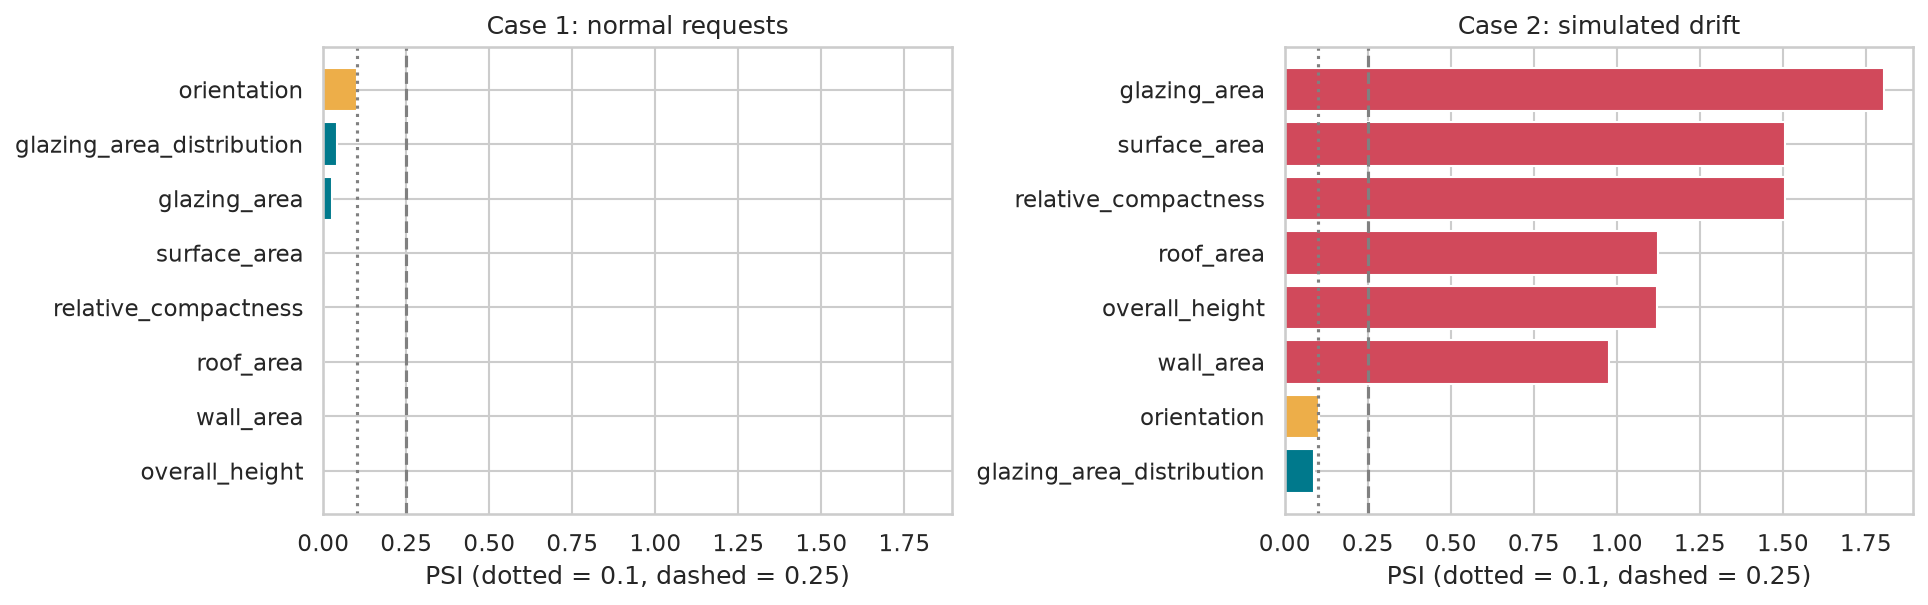 Case 1: normal requests
orientation
glazing_area_distribution
glazing_area
surface_area
relative_compactness
roof_area
wall_area
overall_height
0.00 0.25 0.50 0.75 1.00 1.25 1.50 1.75
PSI (dotted = 0.1, dashed = 0.25)
Case 2: simulated drift
glazing_area
surface_area
relative_compactness
roof_area
overall_height
wall_area
orientation
glazing_area_distribution
0.00 0.25 0.50 0.75 1.00 1.25 1.50 1.75
PSI (dotted = 0.1, dashed = 0.25)